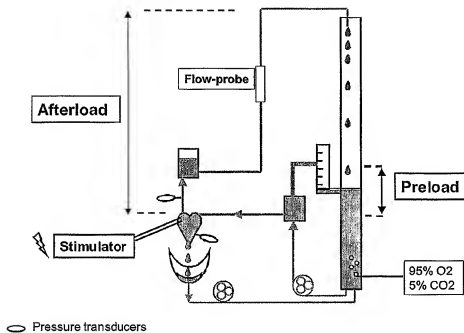 Flow-probe
Afterload
Preload
Stimulator
95% O2
5% CO2
Pressure transducers